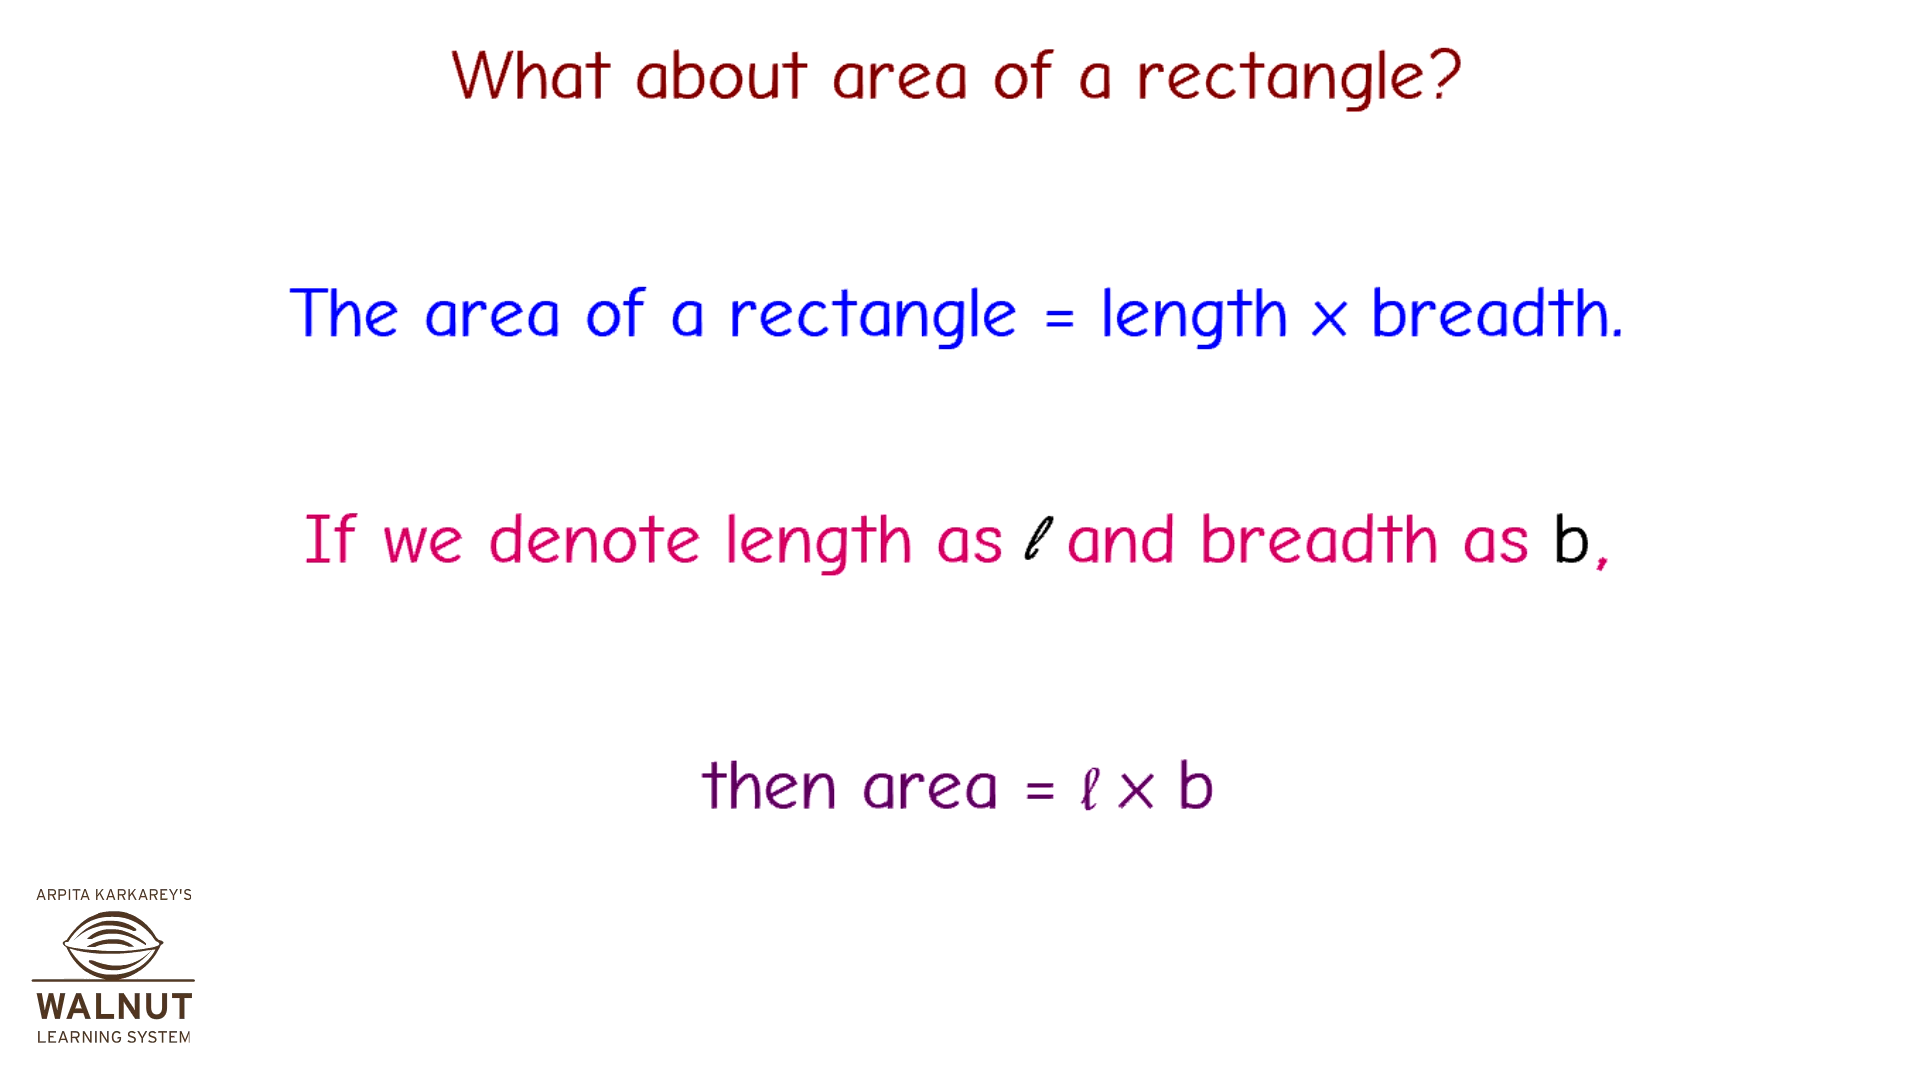 What about area of a rectangle?
The area of a rectangle = length x breadth.
If we denote length as ℓ and breadth as b,
then area = ℓ x b
ARPITA KARKAREY'S
WALNUT
LEARNING SYSTEM